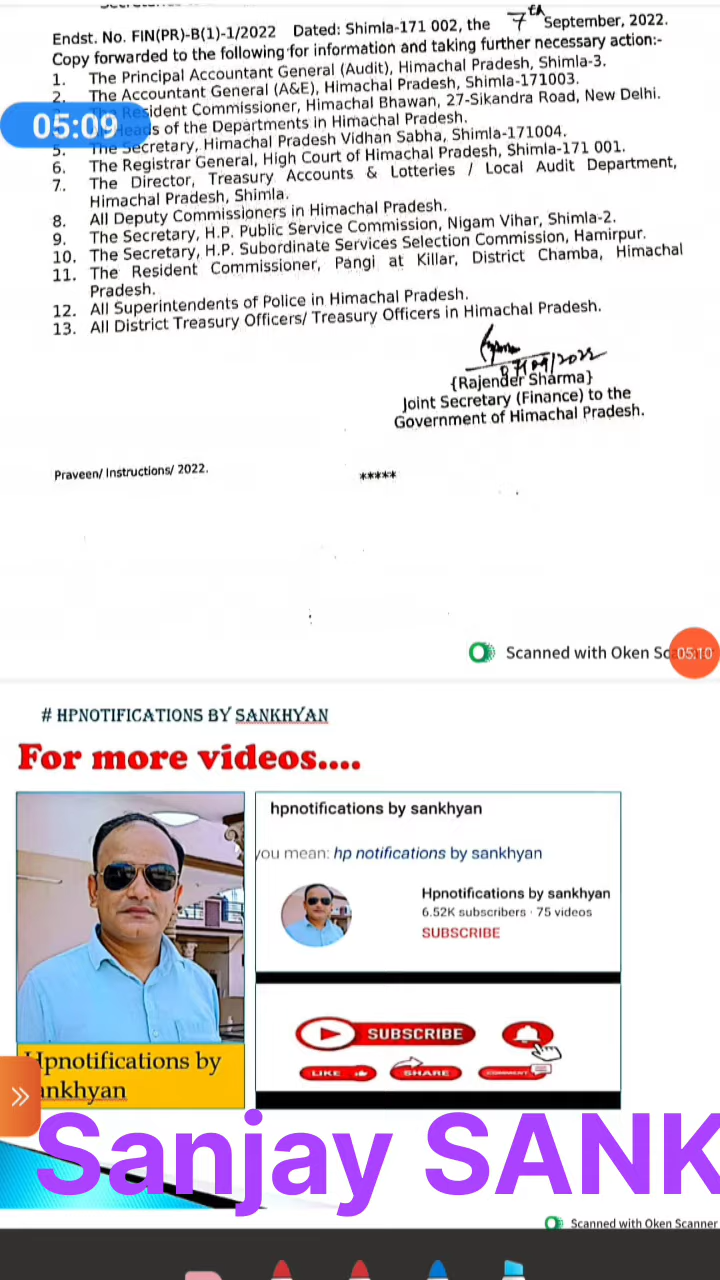 Endst. No. FIN(PR)-B(1)-1/2022 Dated: Shimla-171 002, the 7th September, 2022.
Copy forwarded to the following for information and taking further necessary action:-
1. The Principal Accountant General (Audit), Himachal Pradesh, Shimla-3.
2. The Accountant General (A&E), Himachal Pradesh, Shimla-171003.
Resident Commissioner, Himachal Bhawan, 27-Sikandra Road, New Delhi.
05:09
of the Departments in Himachal Pradesh.
5. The Secretary, Himachal Pradesh Vidhan Sabha, Shimla-171004.
6. The Registrar General, High Court of Himachal Pradesh, Shimla-171 001.
7. The Director, Treasury Accounts & Lotteries / Local Audit Department,
Himachal Pradesh, Shimla.
8. All Deputy Commissioners in Himachal Pradesh.
9. The Secretary, H.P. Public Service Commission, Nigam Vihar, Shimla-2.
10. The Secretary, H.P. Subordinate Services Selection Commission, Hamirpur.
11. The Resident Commissioner, Pangi at Killar, District Chamba, Himachal
Pradesh.
12. All Superintendents of Police in Himachal Pradesh.
13. All District Treasury Officers/ Treasury Officers in Himachal Pradesh.
{Rajender Sharma}
Joint Secretary (Finance) to the
Government of Himachal Pradesh.
Praveen/ Instructions/ 2022.
*****
Scanned with Oken
05:10
# HPNOTIFICATIONS BY SANKHYAN
For more videos....
hpnotifications by sankhyan
you mean: hp notifications by sankhyan
Hpnotifications by sankhyan
6.52K subscribers · 75 videos
SUBSCRIBE
SUBSCRIBE
LIKE SHARE COMMENT
Hpnotifications by
ankhyan
Sanjay SANK
Scanned with Oken Scanner